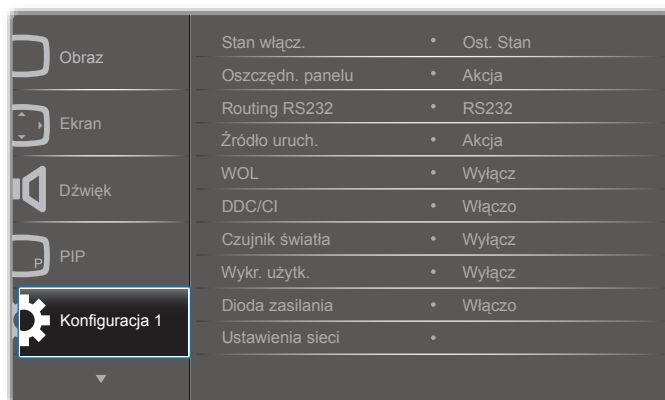 Obraz
Ekran
Dźwięk
PIP
P
Konfiguracja 1
Stan włącz. • Ost. Stan
Oszczędn. panelu • Akcja
Routing RS232 • RS232
Źródło uruch. • Akcja
WOL • Wyłącz
DDC/CI • Włączo
Czujnik światła • Wyłącz
Wykr. użytk. • Wyłącz
Dioda zasilania • Włączo
Ustawienia sieci •